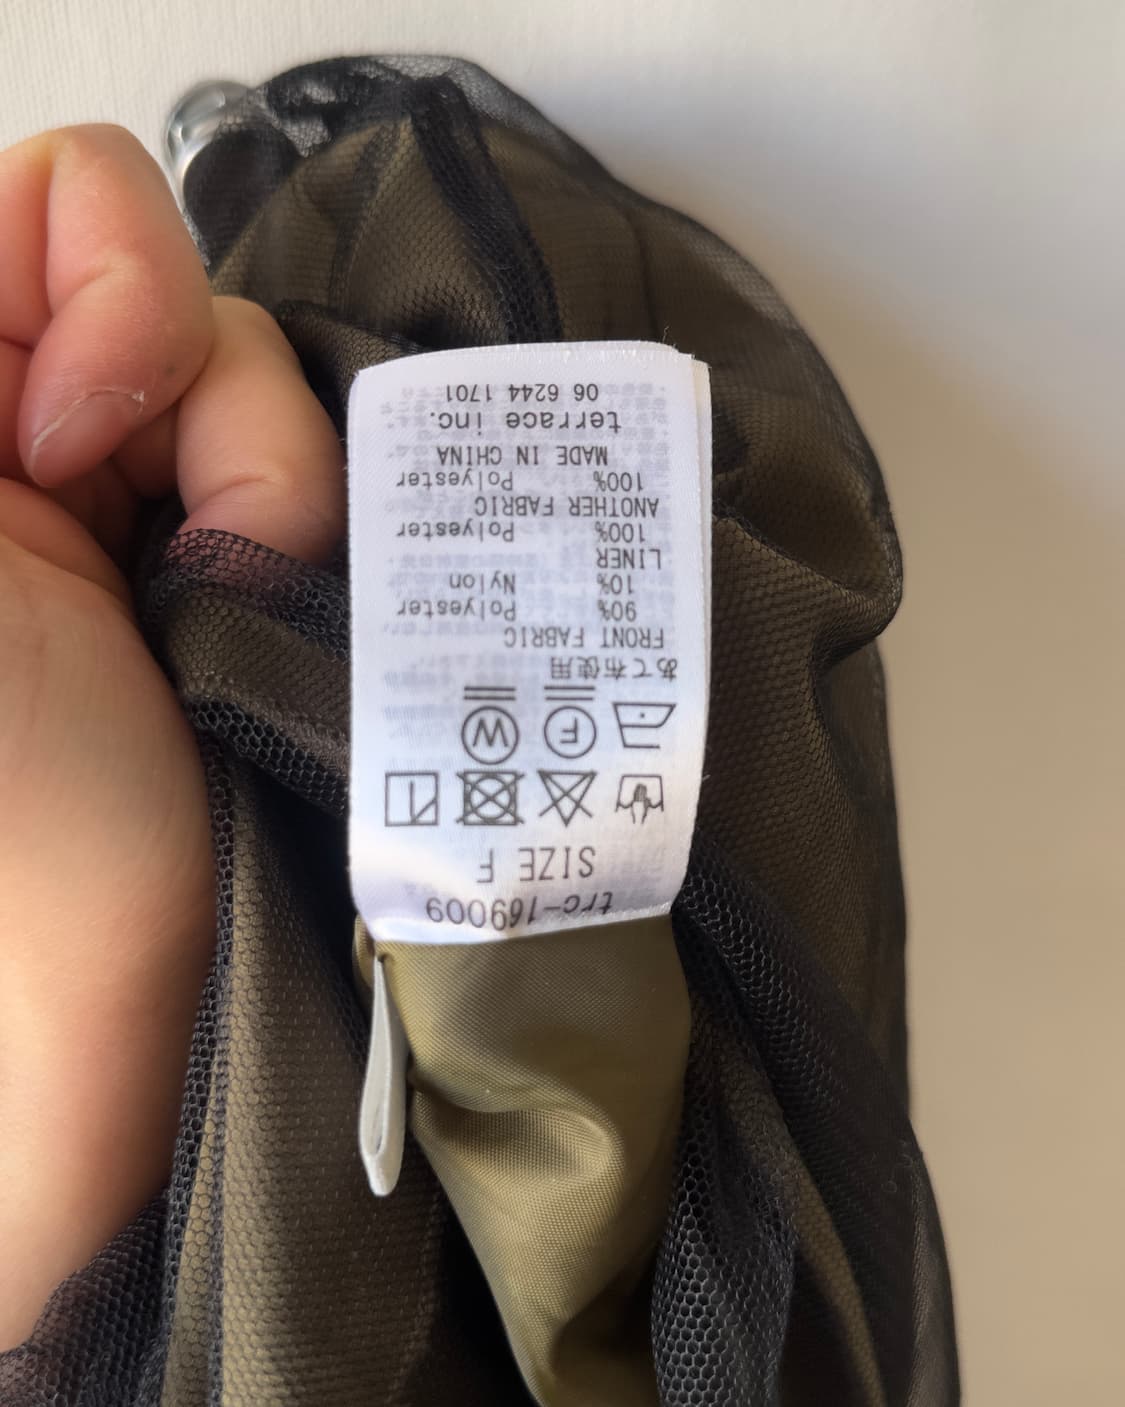 trc-169009
SIZE F
F W
あて布使用
FRONT FABRIC
90% Polyester
10% Nylon
LINER
100% Polyester
ANOTHER FABRIC
100% Polyester
MADE IN CHINA
terrace inc.
06 6244 1701